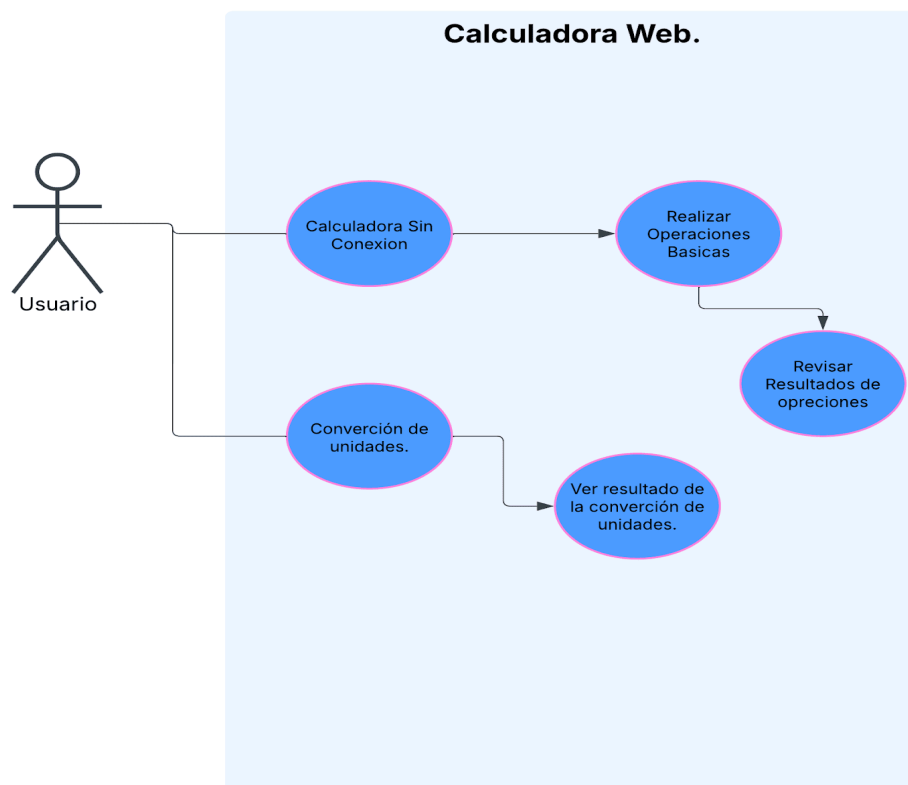 Calculadora Web.
Usuario
Calculadora Sin
Conexion
Realizar
Operaciones
Basicas
Revisar
Resultados de
opreciones
Converción de
unidades.
Ver resultado de
la converción de
unidades.